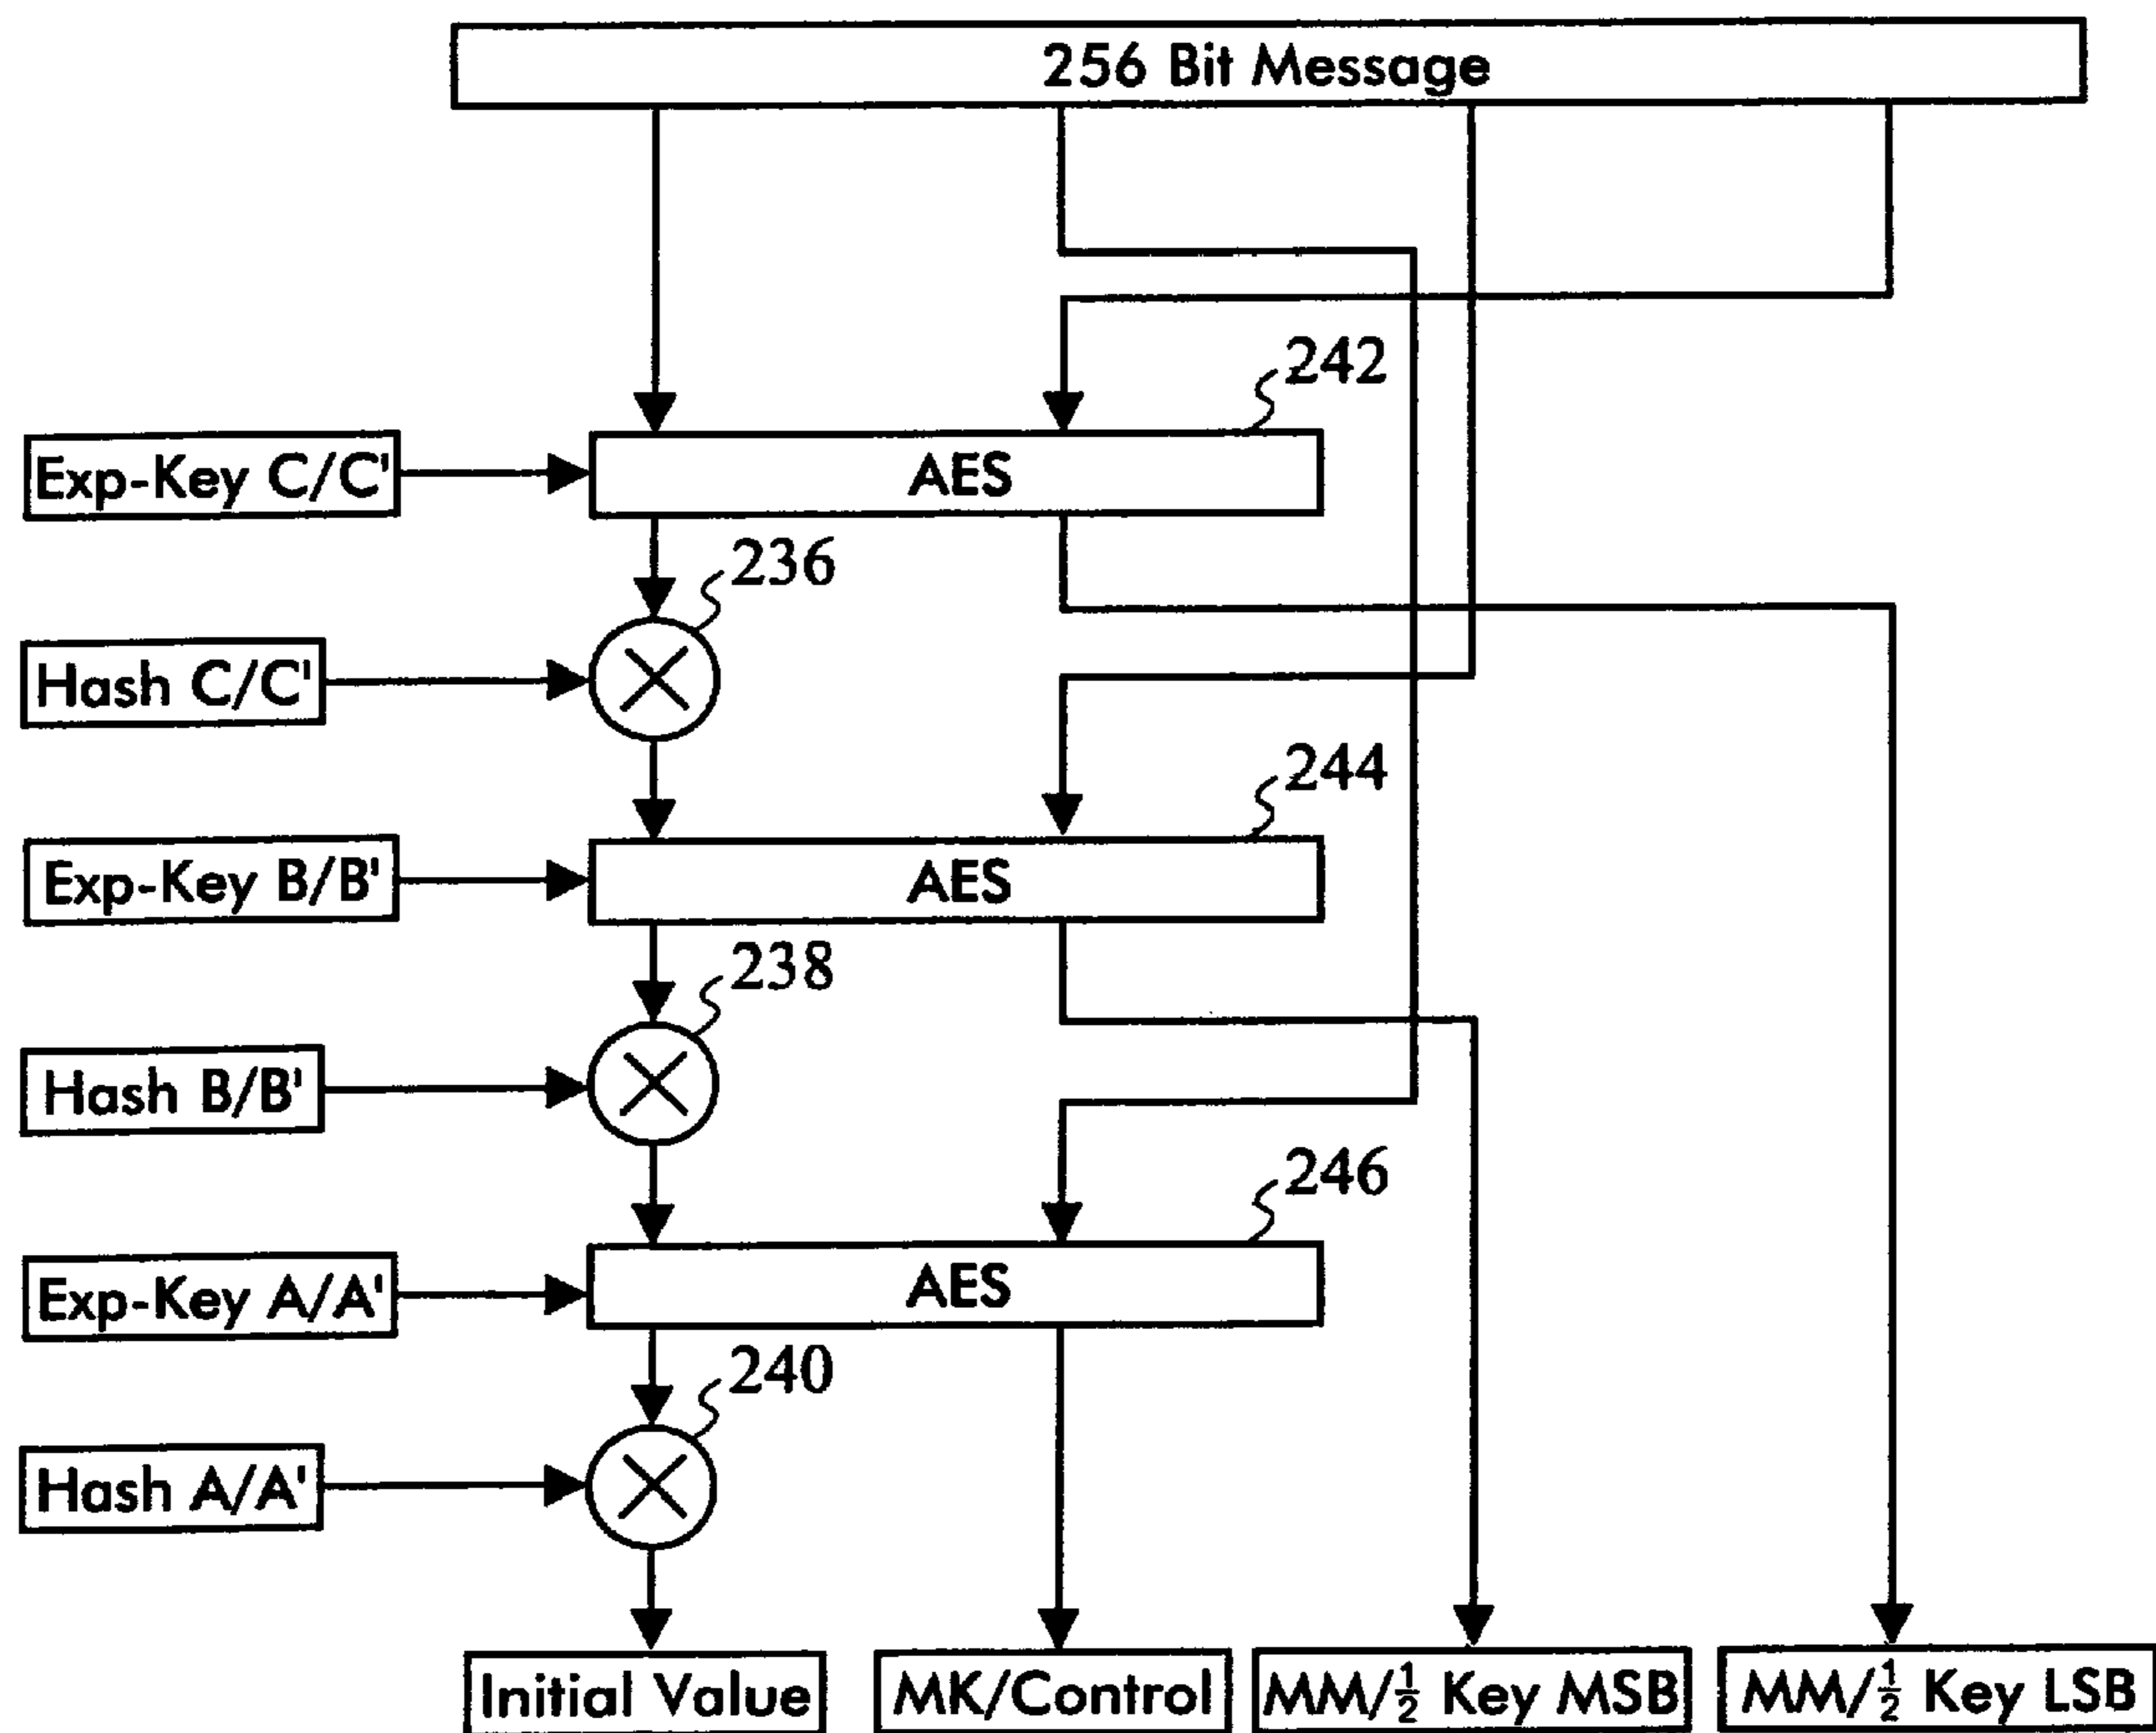 256 Bit Message
242
Exp-Key C/C'
AES
236
Hash C/C'
244
Exp-Key B/B'
AES
238
Hash B/B'
246
Exp-Key A/A'
AES
240
Hash A/A'
Initial Value
MK/Control
MM/½ Key MSB
MM/½ Key LSB